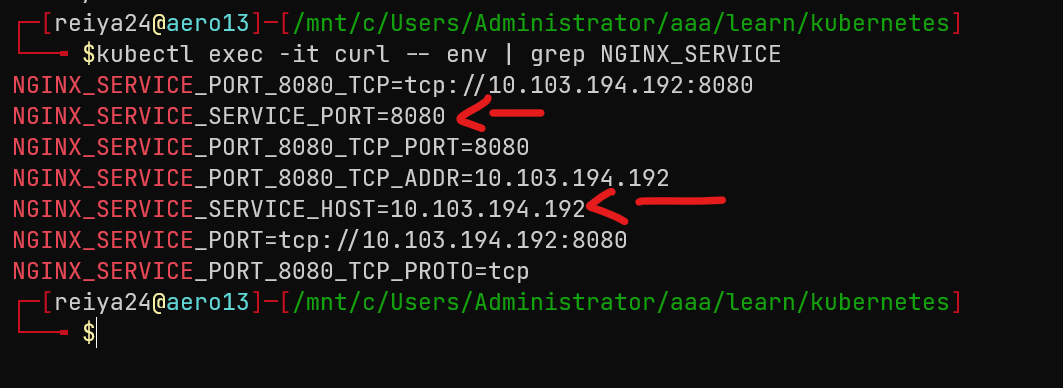 [reiya24@aero13]-[/mnt/c/Users/Administrator/aaa/learn/kubernetes]
$kubectl exec -it curl -- env | grep NGINX_SERVICE
NGINX_SERVICE_PORT_8080_TCP=tcp://10.103.194.192:8080
NGINX_SERVICE_SERVICE_PORT=8080
NGINX_SERVICE_PORT_8080_TCP_PORT=8080
NGINX_SERVICE_PORT_8080_TCP_ADDR=10.103.194.192
NGINX_SERVICE_SERVICE_HOST=10.103.194.192
NGINX_SERVICE_PORT=tcp://10.103.194.192:8080
NGINX_SERVICE_PORT_8080_TCP_PROTO=tcp
[reiya24@aero13]-[/mnt/c/Users/Administrator/aaa/learn/kubernetes]
$